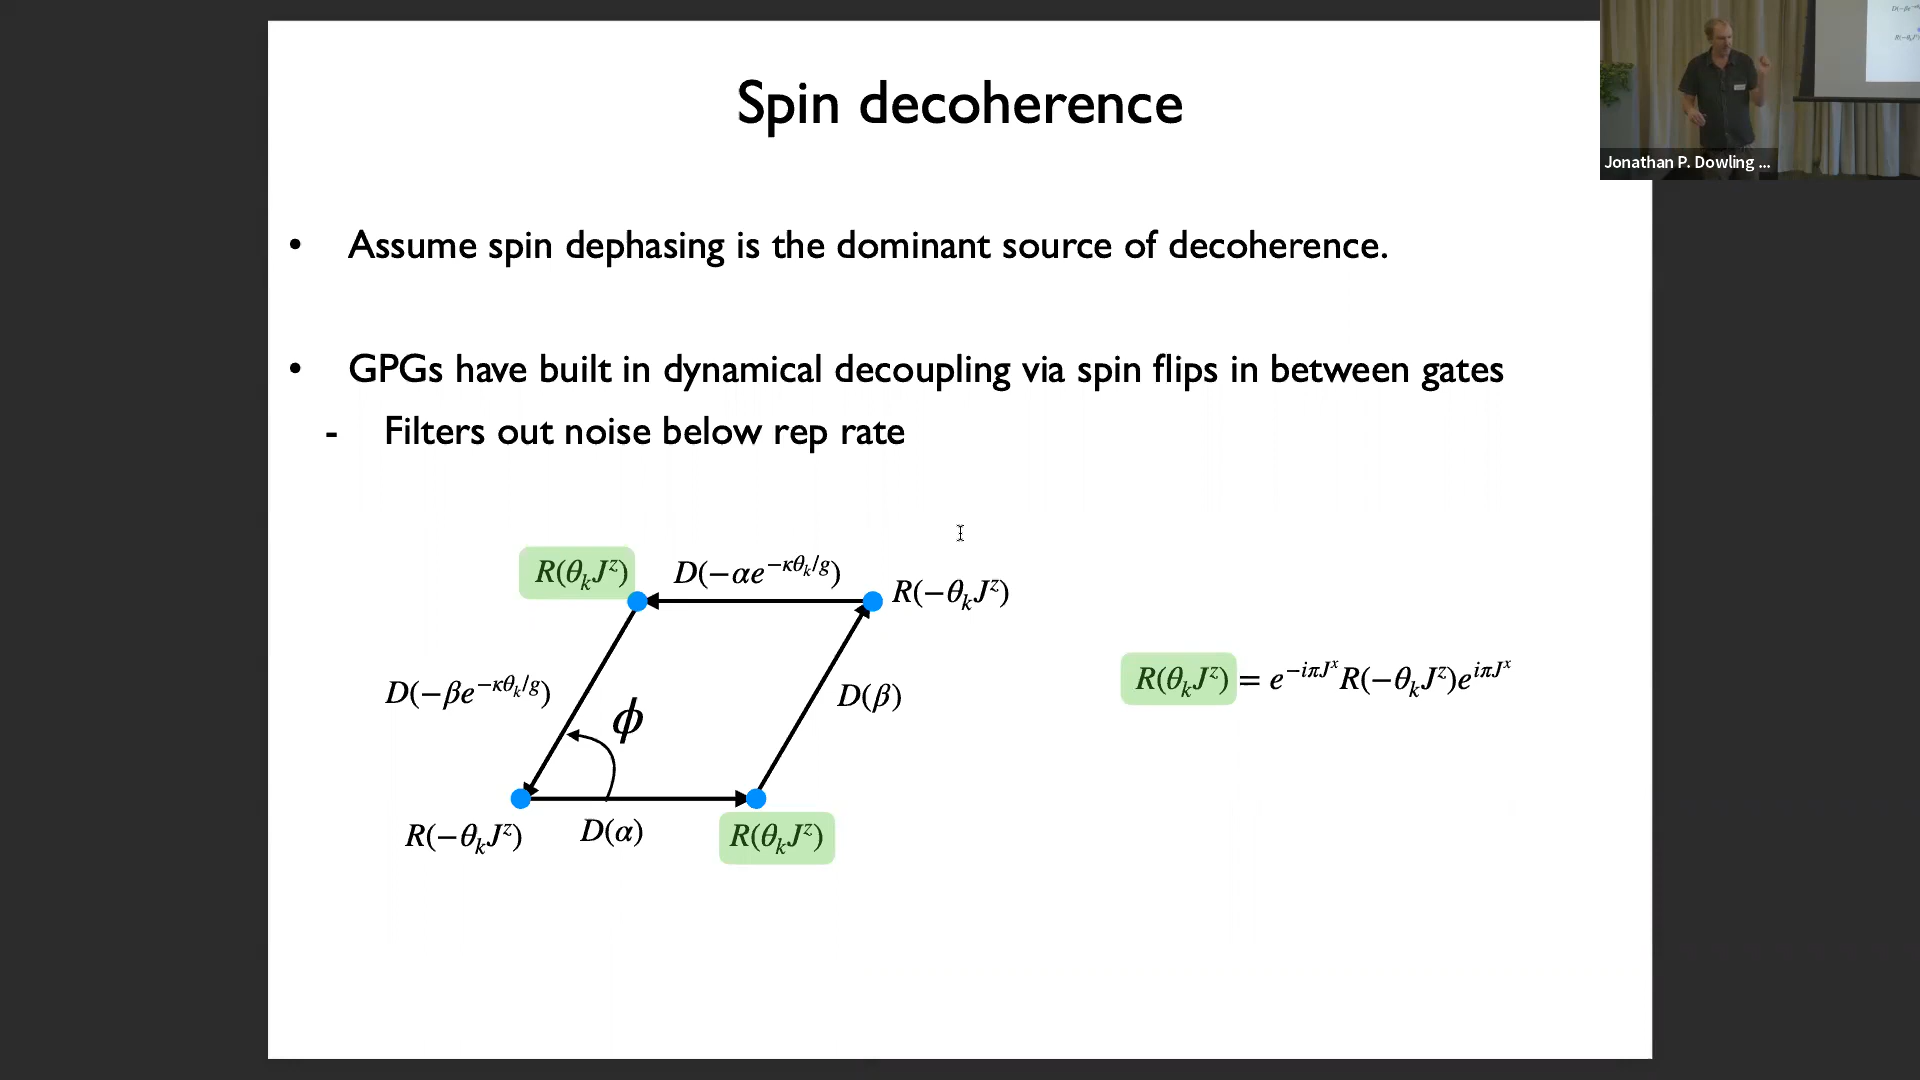 Spin decoherence
Jonathan P. Dowling ...
• Assume spin dephasing is the dominant source of decoherence.
• GPGs have built in dynamical decoupling via spin flips in between gates
- Filters out noise below rep rate
R(θ_k J^z)
D(−αe^{−κθ_k/g})
R(−θ_k J^z)
D(−βe^{−κθ_k/g})
ϕ
D(β)
R(θ_k J^z) = e^{−iπJ^x} R(−θ_k J^z)e^{iπJ^x}
R(−θ_k J^z)
D(α)
R(θ_k J^z)